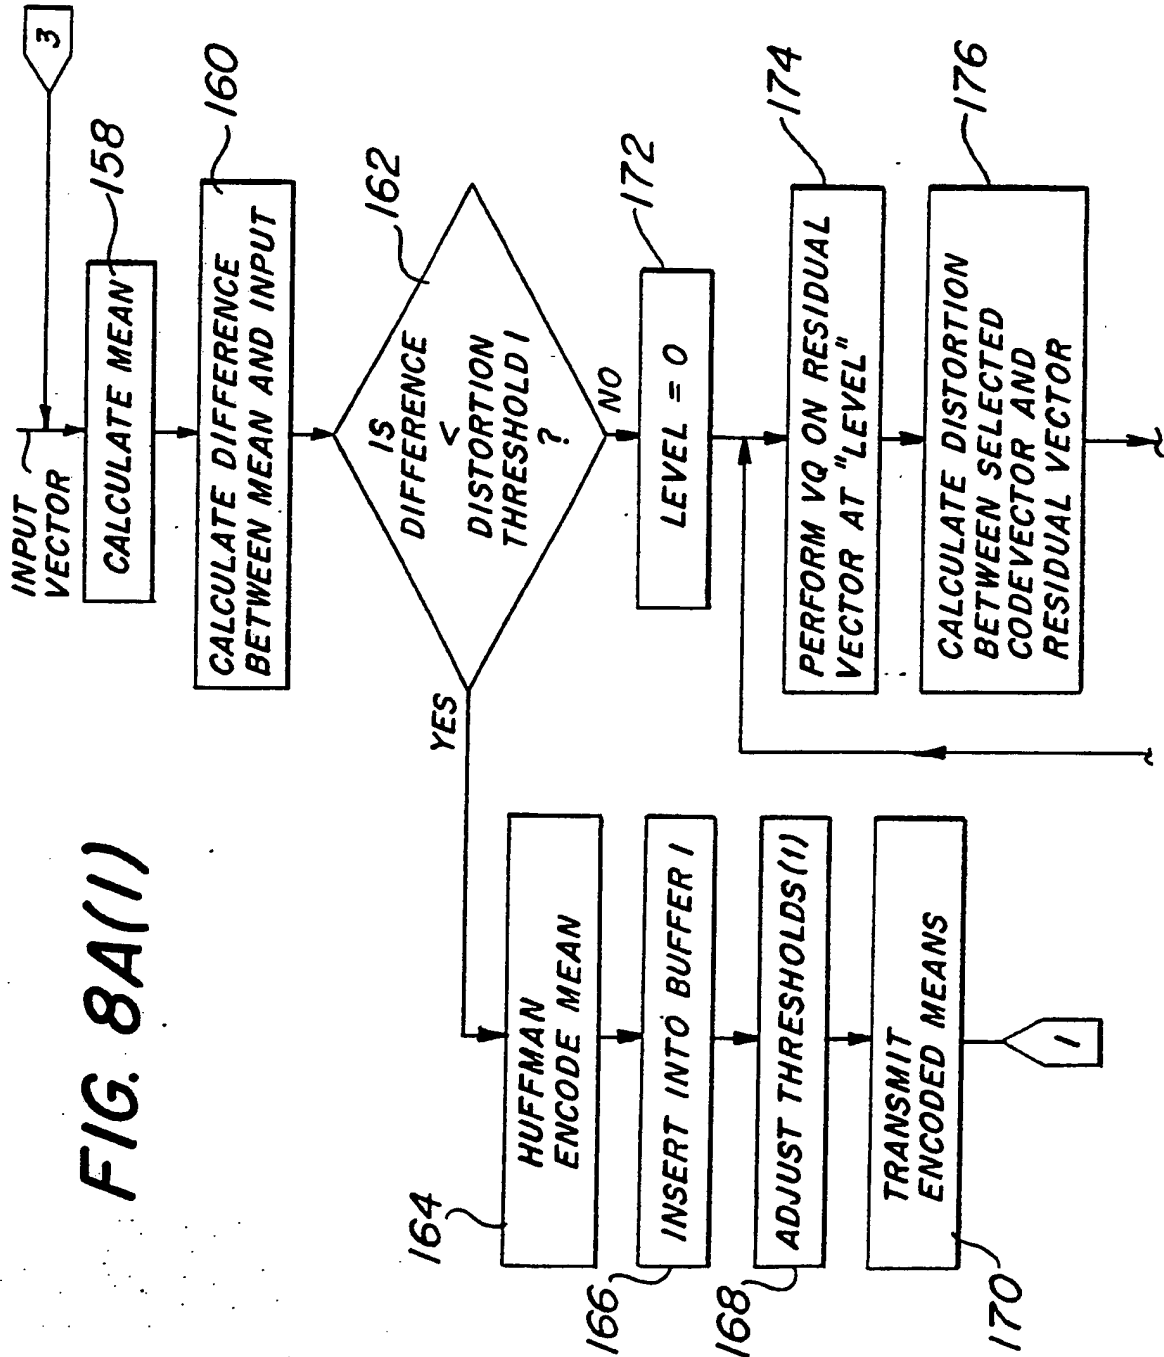 FIG. 8A(1)
3
INPUT
VECTOR
CALCULATE MEAN
158
CALCULATE DIFFERENCE
BETWEEN MEAN AND INPUT
160
IS
DIFFERENCE
<
DISTORTION
THRESHOLD 1
?
162
YES
NO
HUFFMAN
ENCODE MEAN
164
INSERT INTO BUFFER 1
166
ADJUST THRESHOLDS(1)
168
TRANSMIT
ENCODED MEANS
170
1
LEVEL = 0
172
PERFORM VQ ON RESIDUAL
VECTOR AT "LEVEL"
174
CALCULATE DISTORTION
BETWEEN SELECTED
CODEVECTOR AND
RESIDUAL VECTOR
176